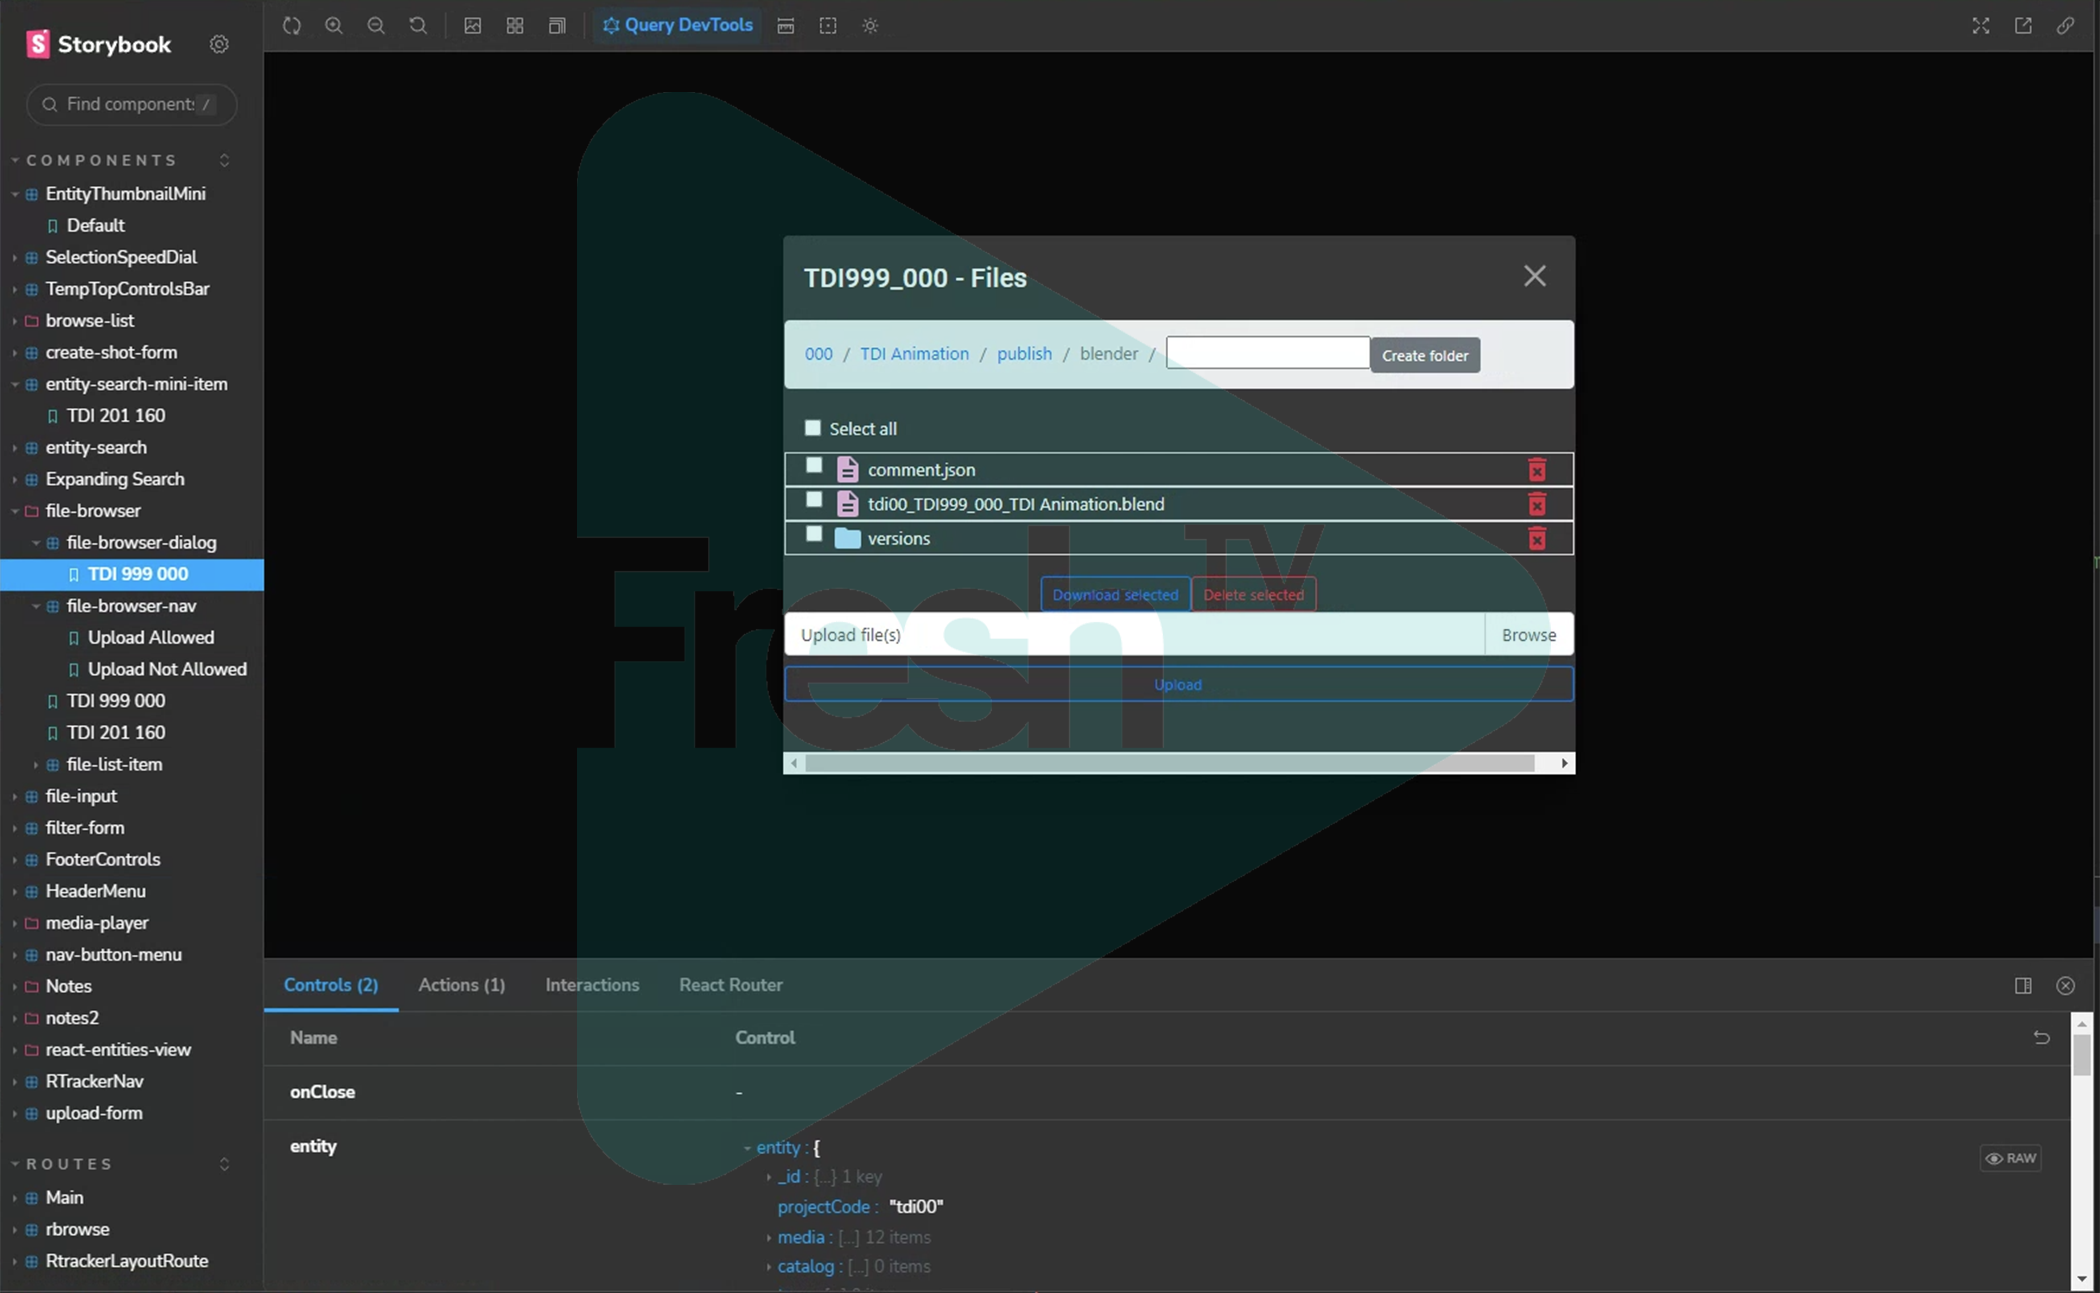 Storybook
Query DevTools
Find components /
COMPONENTS
EntityThumbnailMini
Default
SelectionSpeedDial
TempTopControlsBar
browse-list
create-shot-form
entity-search-mini-item
TDI 201 160
entity-search
Expanding Search
file-browser
file-browser-dialog
TDI 999 000
file-browser-nav
Upload Allowed
Upload Not Allowed
TDI 999 000
TDI 201 160
file-list-item
file-input
filter-form
FooterControls
HeaderMenu
media-player
nav-button-menu
Notes
notes2
react-entities-view
RTrackerNav
upload-form
ROUTES
Main
rbrowse
RtrackerLayoutRoute
TDI999_000 - Files
000 / TDI Animation / publish / blender / Create folder
Select all
comment.json
tdi00_TDI999_000_TDI Animation.blend
versions
Download selected Delete selected
Upload file(s) Browse
Upload
Fresh TV
Controls (2) Actions (1) Interactions React Router
Name Control
onClose -
entity entity : {
RAW
_id : {...} 1 key
projectCode : "tdi00"
media : [...] 12 items
catalog : [...] 0 items